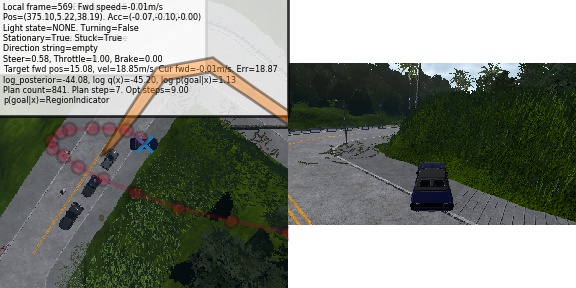 Local frame=569: Fwd speed=-0.01m/s
Pos=(375.10,5.22,38.19). Acc=(-0.07,-0.10,-0.00)
Light state=NONE. Turning=False
Stationary=True. Stuck=True
Direction string=empty
Steer=0.58, Throttle=1.00, Brake=0.00
Target fwd pos=15.08, vel=18.85m/s, Cur fwd=-0.01m/s, Err=18.87
log_posterior=-44.08, log q(x)=-45.20, log p(goal|x)=1.13
Plan count=841. Plan step=7. Opt steps=9.00
p(goal|x)=RegionIndicator